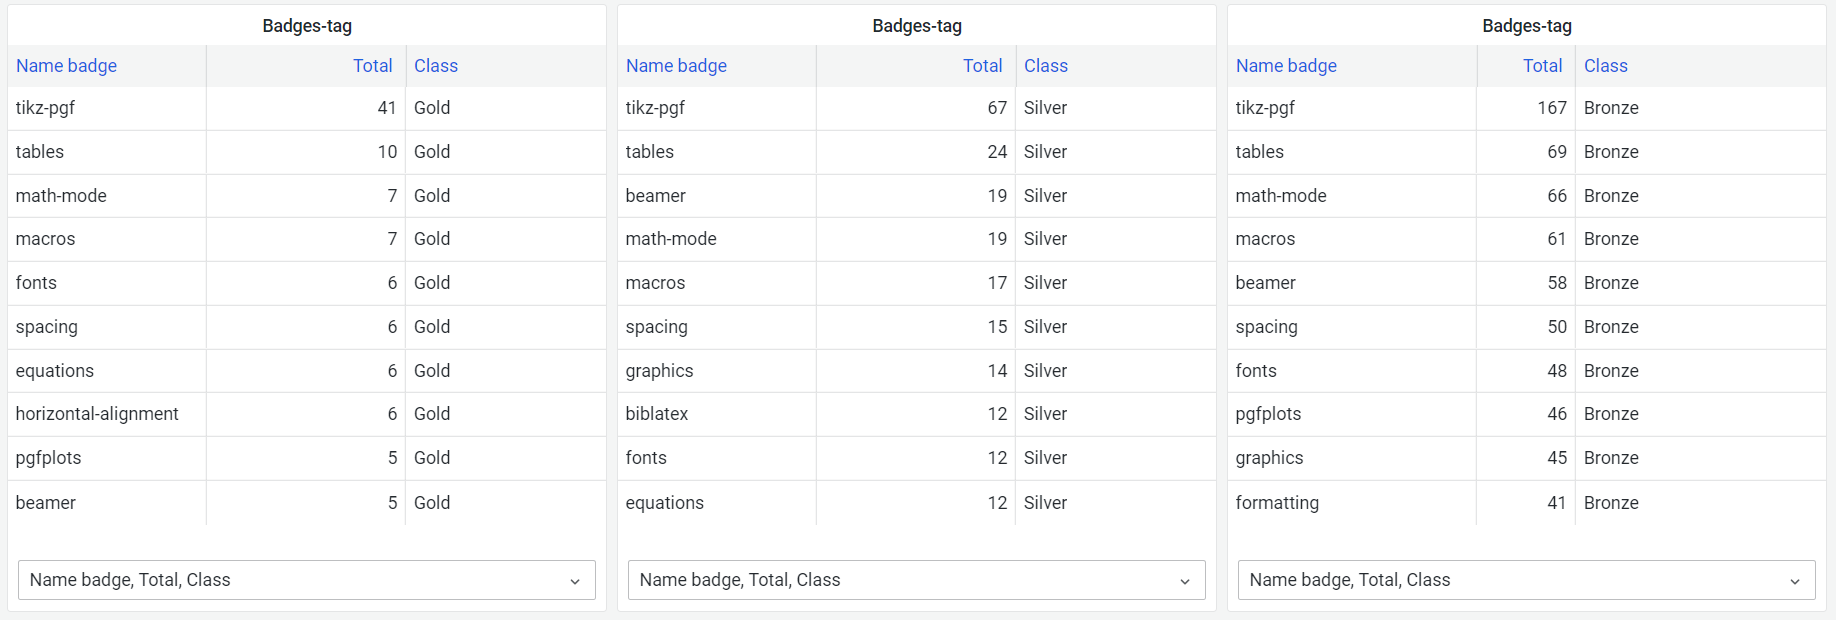 Badges-tag
Name badge Total Class
tikz-pgf 41 Gold
tables 10 Gold
math-mode 7 Gold
macros 7 Gold
fonts 6 Gold
spacing 6 Gold
equations 6 Gold
horizontal-alignment 6 Gold
pgfplots 5 Gold
beamer 5 Gold
Name badge, Total, Class
Badges-tag
Name badge Total Class
tikz-pgf 67 Silver
tables 24 Silver
beamer 19 Silver
math-mode 19 Silver
macros 17 Silver
spacing 15 Silver
graphics 14 Silver
biblatex 12 Silver
fonts 12 Silver
equations 12 Silver
Name badge, Total, Class
Badges-tag
Name badge Total Class
tikz-pgf 167 Bronze
tables 69 Bronze
math-mode 66 Bronze
macros 61 Bronze
beamer 58 Bronze
spacing 50 Bronze
fonts 48 Bronze
pgfplots 46 Bronze
graphics 45 Bronze
formatting 41 Bronze
Name badge, Total, Class